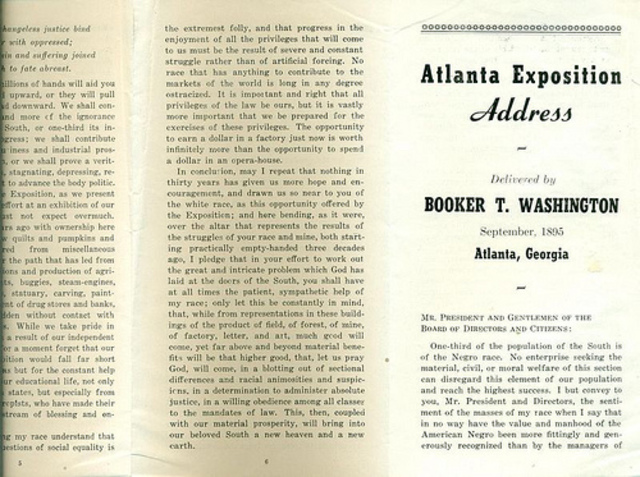 hangeless justice bind
r with oppressed;
sin and suffering joined
h to fate abreast.
illions of hands will aid you
l upward, or they will pull
d downward. We shall con-
and more of the ignorance
South, or one-third its in-
ogress; we shall contribute
usiness and industrial pros-
, or we shall prove a verit-
, stagnating, depressing, re-
t to advance the body politic.
e Exposition, as we present
effort at an exhibition of our
ust not expect overmuch.
ars ago with ownership here
w quilts and pumpkins and
red from miscellaneous
r the path that has led from
ions and production of agri-
ts, buggies, steam-engines,
, statuary, carving, paint-
nt of drug stores and banks,
dden without contact with
s. While we take pride in
a result of our independent
or a moment forget that our
ition would fall far short
as but for the constant help
ur educational life, not only
states, but especially from
ropists, who have made their
stream of blessing and en-
ng my race understand that
uestions of social equality is
5
the extremest folly, and that progress in the
enjoyment of all the privileges that will come
to us must be the result of severe and constant
struggle rather than of artificial forcing. No
race that has anything to contribute to the
markets of the world is long in any degree
ostracized. It is important and right that all
privileges of the law be ours, but it is vastly
more important that we be prepared for the
exercises of these privileges. The opportunity
to earn a dollar in a factory just now is worth
infinitely more than the opportunity to spend
a dollar in an opera-house.
In conclusion, may I repeat that nothing in
thirty years has given us more hope and en-
couragement, and drawn us so near to you of
the white race, as this opportunity offered by
the Exposition; and here bending, as it were,
over the altar that represents the results of
the struggles of your race and mine, both start-
ing practically empty-handed three decades
ago, I pledge that in your effort to work out
the great and intricate problem which God has
laid at the doors of the South, you shall have
at all times the patient, sympathetic help of
my race; only let this be constantly in mind,
that, while from representations in these build-
ings of the product of field, of forest, of mine,
of factory, letter, and art, much good will
come, yet far above and beyond material bene-
fits will be that higher good, that, let us pray
God, will come, in a blotting out of sectional
differences and racial animosities and suspic-
icns, in a determination to administer absolute
justice, in a willing obedience among all classes
to the mandates of law. This, then, coupled
with our material prosperity, will bring into
our beloved South a new heaven and a new
earth.
6
Atlanta Exposition
Address
Delivered by
BOOKER T. WASHINGTON
September, 1895
Atlanta, Georgia
MR. PRESIDENT AND GENTLEMEN OF THE
BOARD OF DIRECTORS AND CITIZENS:
One-third of the population of the South is
of the Negro race. No enterprise seeking the
material, civil, or moral welfare of this section
can disregard this element of our population
and reach the highest success. I but convey to
you, Mr. President and Directors, the senti-
ment of the masses of my race when I say that
in no way have the value and manhood of the
American Negro been more fittingly and gen-
erously recognized than by the managers of